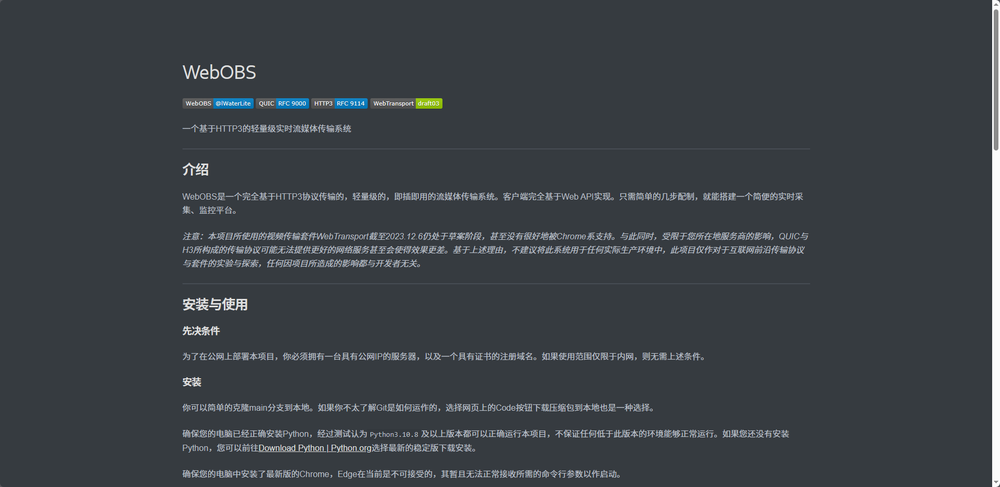 WebOBS
WebOBS @lWaterLite QUIC RFC 9000 HTTP3 RFC 9114 WebTransport draft03
一个基于HTTP3的轻量级实时流媒体传输系统
介绍
WebOBS是一个完全基于HTTP3协议传输的，轻量级的，即插即用的流媒体传输系统。客户端完全基于Web API实现。只需简单的几步配制，就能搭建一个简便的实时采
集、监控平台。
注意：本项目所使用的视频传输套件WebTransport截至2023.12.6仍处于草案阶段，甚至没有很好地被Chrome系支持。与此同时，受限于您所在地服务商的影响，QUIC与
H3所构成的传输协议可能无法提供更好的网络服务甚至会使得效果更差。基于上述理由，不建议将此系统用于任何实际生产环境中，此项目仅作对于互联网前沿传输协议
与套件的实验与探索，任何因项目所造成的影响都与开发者无关。
安装与使用
先决条件
为了在公网上部署本项目，你必须拥有一台具有公网IP的服务器，以及一个具有证书的注册域名。如果使用范围仅限于内网，则无需上述条件。
安装
你可以简单的克隆main分支到本地。如果你不太了解Git是如何运作的，选择网页上的Code按钮下载压缩包到本地也是一种选择。
确保您的电脑已经正确安装Python，经过测试认为 Python3.10.8 及以上版本都可以正确运行本项目，不保证任何低于此版本的环境能够正常运行。如果您还没有安装
Python，您可以前往Download Python | Python.org选择最新的稳定版下载安装。
确保您的电脑中安装了最新版的Chrome，Edge在当前是不可接受的，其暂且无法正常接收所需的命令行参数以作启动。